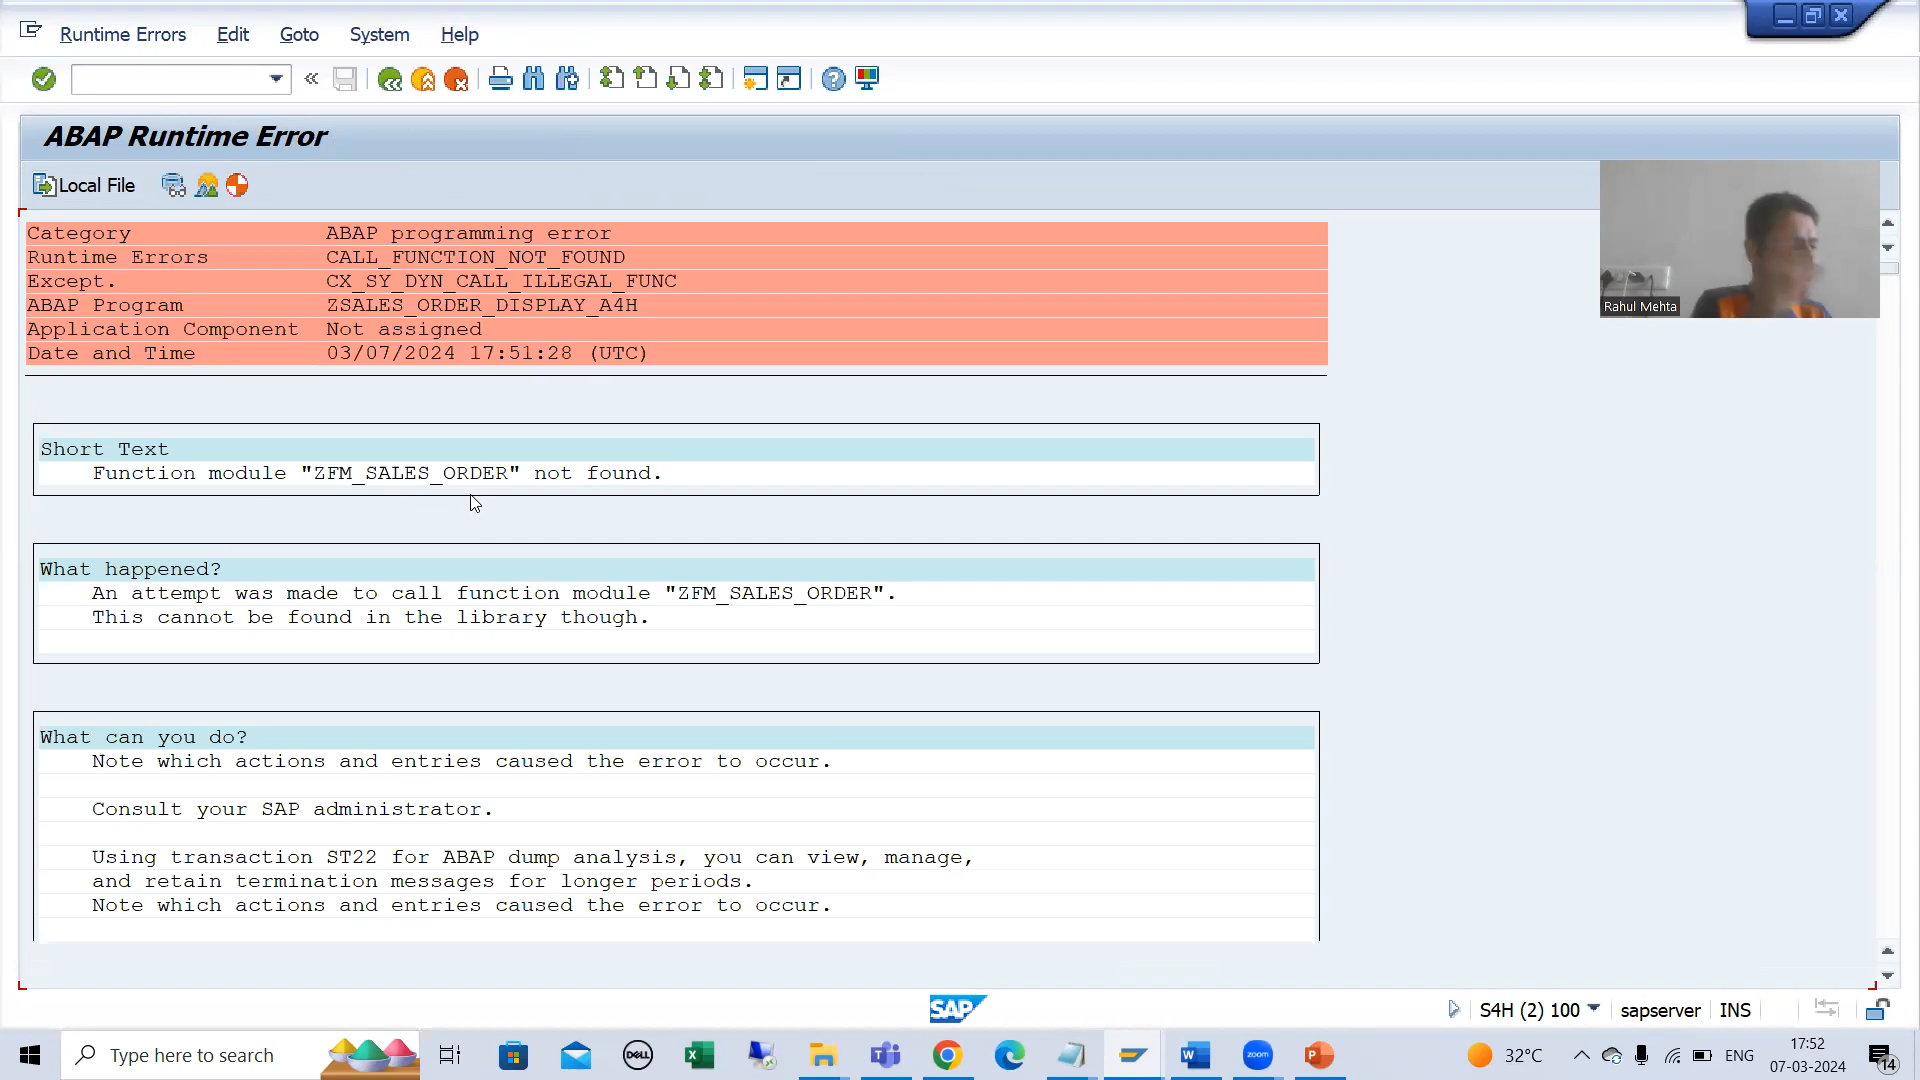 Runtime Errors Edit Goto System Help
ABAP Runtime Error
Local File
Category ABAP programming error
Runtime Errors CALL_FUNCTION_NOT_FOUND
Except. CX_SY_DYN_CALL_ILLEGAL_FUNC
ABAP Program ZSALES_ORDER_DISPLAY_A4H
Application Component Not assigned
Date and Time 03/07/2024 17:51:28 (UTC)
Rahul Mehta
Short Text
Function module "ZFM_SALES_ORDER" not found.
What happened?
An attempt was made to call function module "ZFM_SALES_ORDER".
This cannot be found in the library though.
What can you do?
Note which actions and entries caused the error to occur.
Consult your SAP administrator.
Using transaction ST22 for ABAP dump analysis, you can view, manage,
and retain termination messages for longer periods.
Note which actions and entries caused the error to occur.
SAP
S4H (2) 100 sapserver INS
Type here to search
DELL
zoom
32°C
ENG
17:52
07-03-2024
14